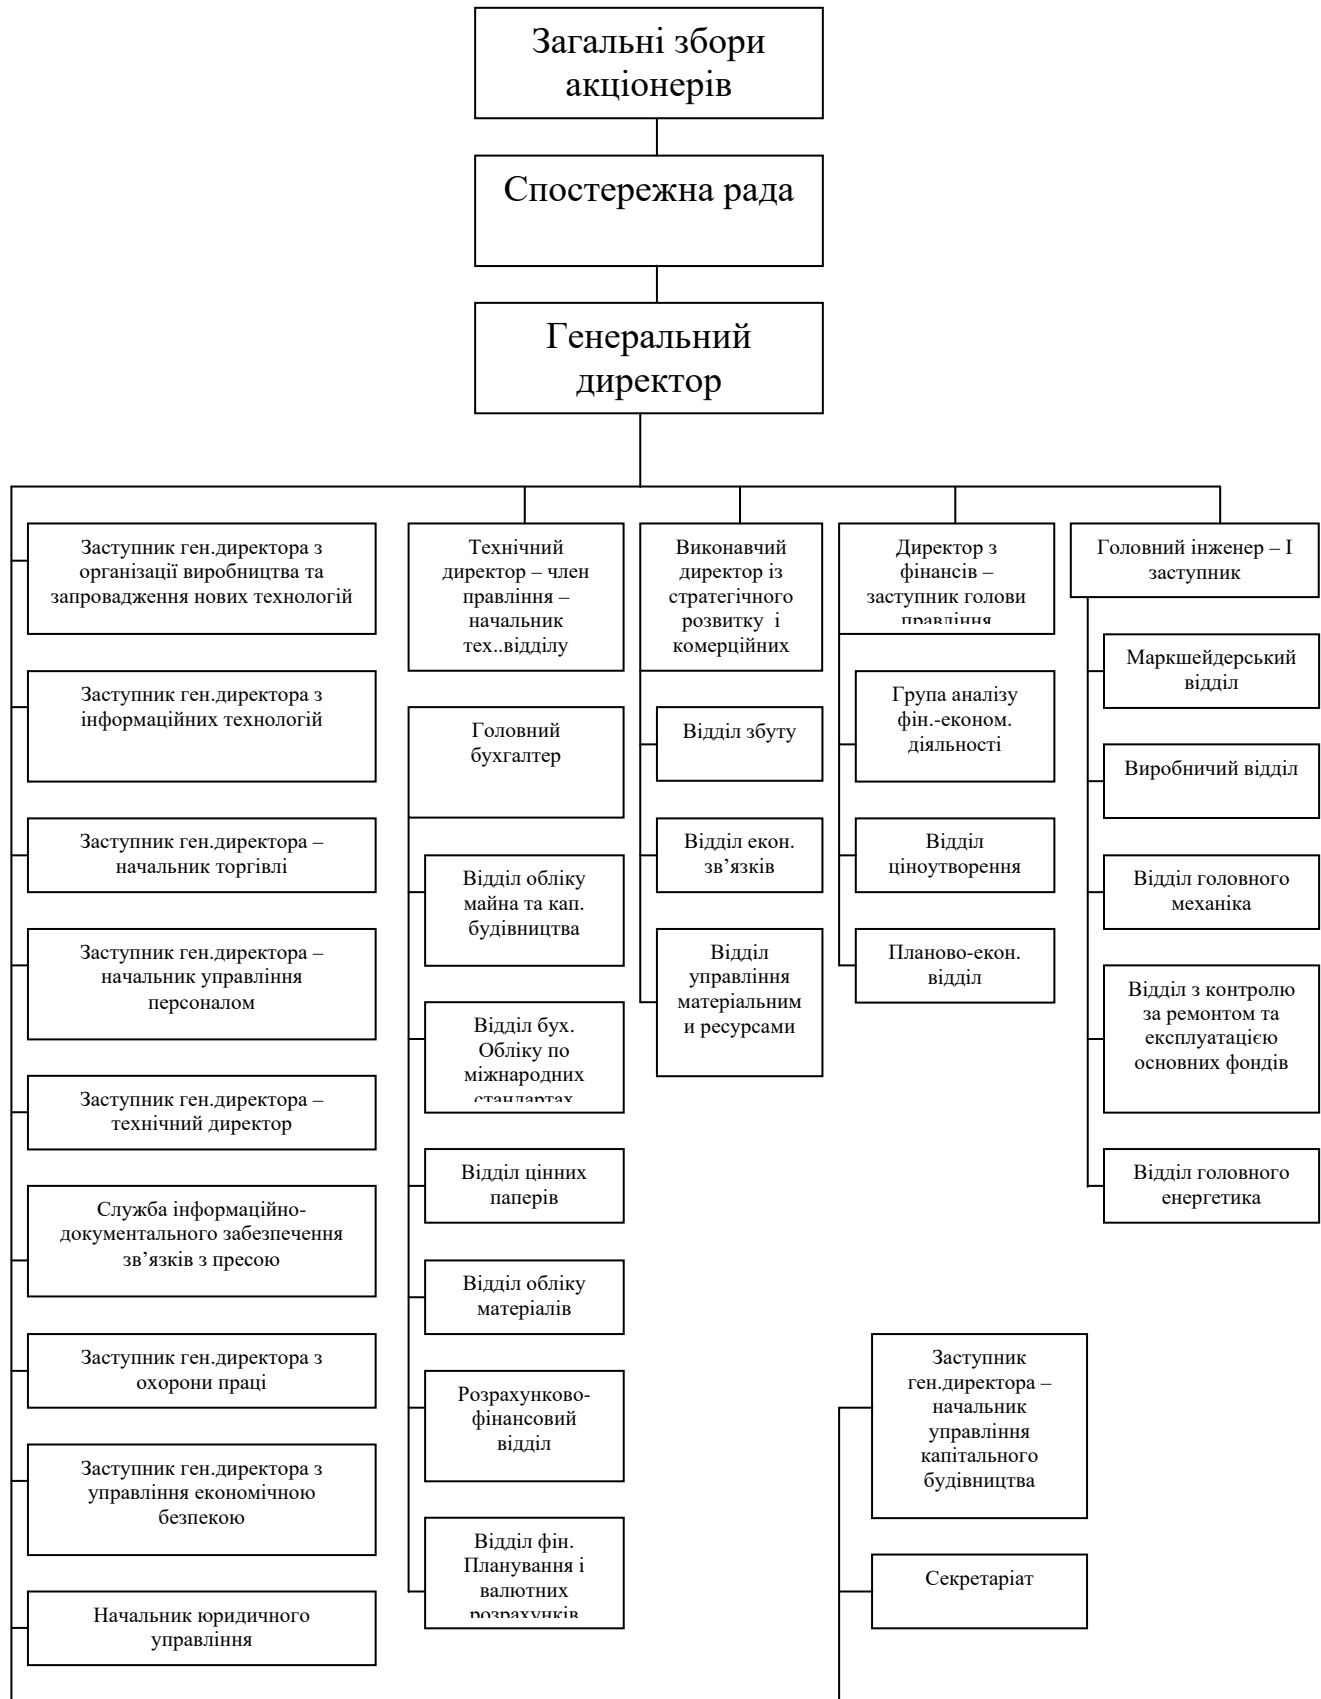 Загальні збори
акціонерів
Спостережна рада
Генеральний
директор
Заступник ген.директора з
організації виробництва та
запровадження нових технологій
Заступник ген.директора з
інформаційних технологій
Заступник ген.директора –
начальник торгівлі
Заступник ген.директора –
начальник управління
персоналом
Заступник ген.директора –
технічний директор
Служба інформаційно-
документального забезпечення
зв’язків з пресою
Заступник ген.директора з
охорони праці
Заступник ген.директора з
управління економічною
безпекою
Начальник юридичного
управління
Технічний
директор – член
правління –
начальник
тех..відділу
Головний
бухгалтер
Відділ обліку
майна та кап.
будівництва
Відділ бух.
Обліку по
міжнародних
стандартах
Відділ цінних
паперів
Відділ обліку
матеріалів
Розрахунково-
фінансовий
відділ
Відділ фін.
Планування і
валютних
розрахунків
Виконавчий
директор із
стратегічного
розвитку  і
комерційних
Відділ збуту
Відділ екон.
зв’язків
Відділ
управління
матеріальним
и ресурсами
Директор з
фінансів –
заступник голови
правління
Група аналізу
фін.-економ.
діяльності
Відділ
ціноутворення
Планово-екон.
відділ
Головний інженер – І
заступник
Маркшейдерський
відділ
Виробничий відділ
Відділ головного
механіка
Відділ з контролю
за ремонтом та
експлуатацією
основних фондів
Відділ головного
енергетика
Заступник
ген.директора –
начальник
управління
капітального
будівництва
Секретаріат